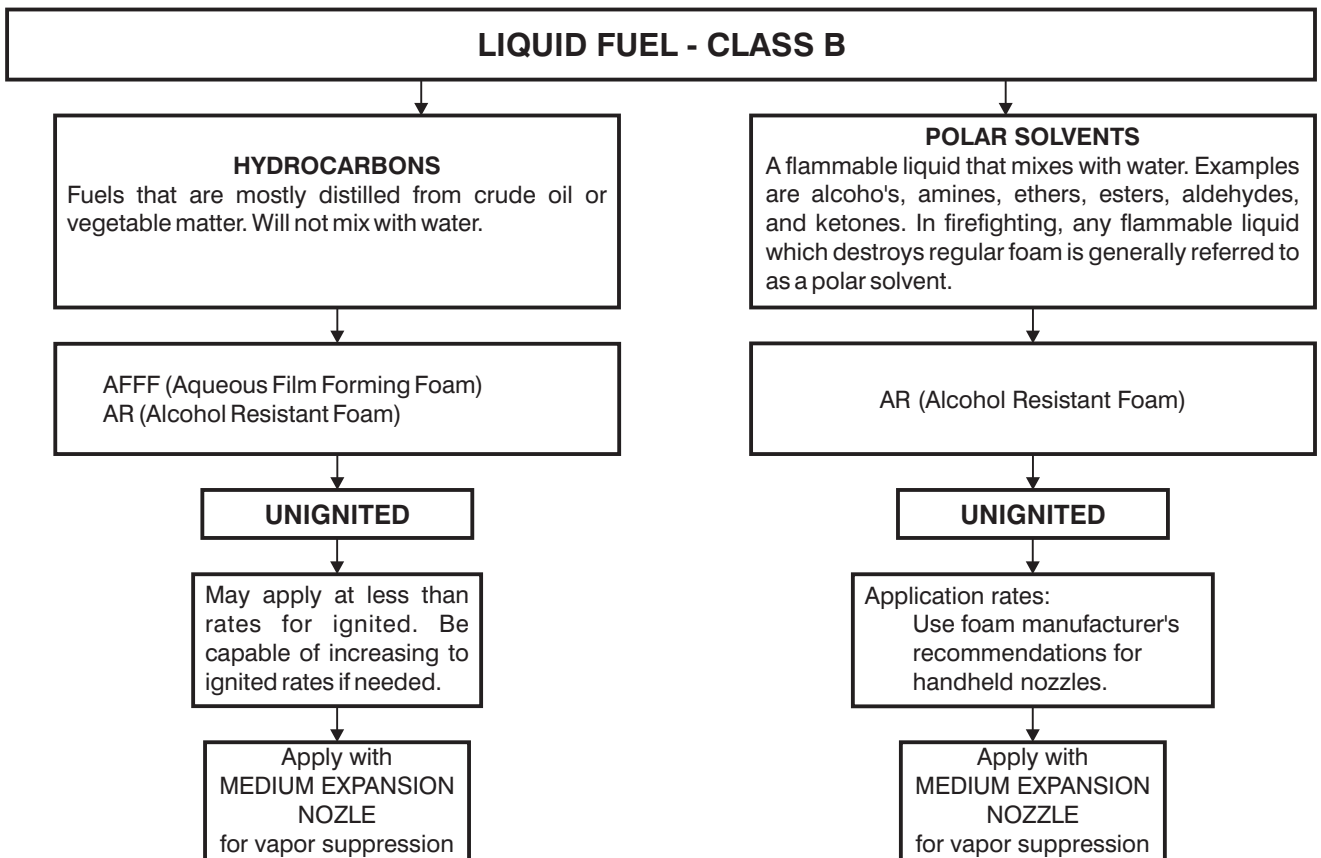 LIQUID FUEL - CLASS B
HYDROCARBONS
Fuels that are mostly distilled from crude oil or
vegetable matter. Will not mix with water.
POLAR SOLVENTS
A flammable liquid that mixes with water. Examples
are alcoho's, amines, ethers, esters, aldehydes,
and ketones. In firefighting, any flammable liquid
which destroys regular foam is generally referred to
as a polar solvent.
AFFF (Aqueous Film Forming Foam)
AR (Alcohol Resistant Foam)
AR (Alcohol Resistant Foam)
UNIGNITED
UNIGNITED
May apply at less than
rates for ignited. Be
capable of increasing to
ignited rates if needed.
Application rates:
Use foam manufacturer's
recommendations for
handheld nozzles.
Apply with
MEDIUM EXPANSION
NOZLE
for vapor suppression
Apply with
MEDIUM EXPANSION
NOZZLE
for vapor suppression